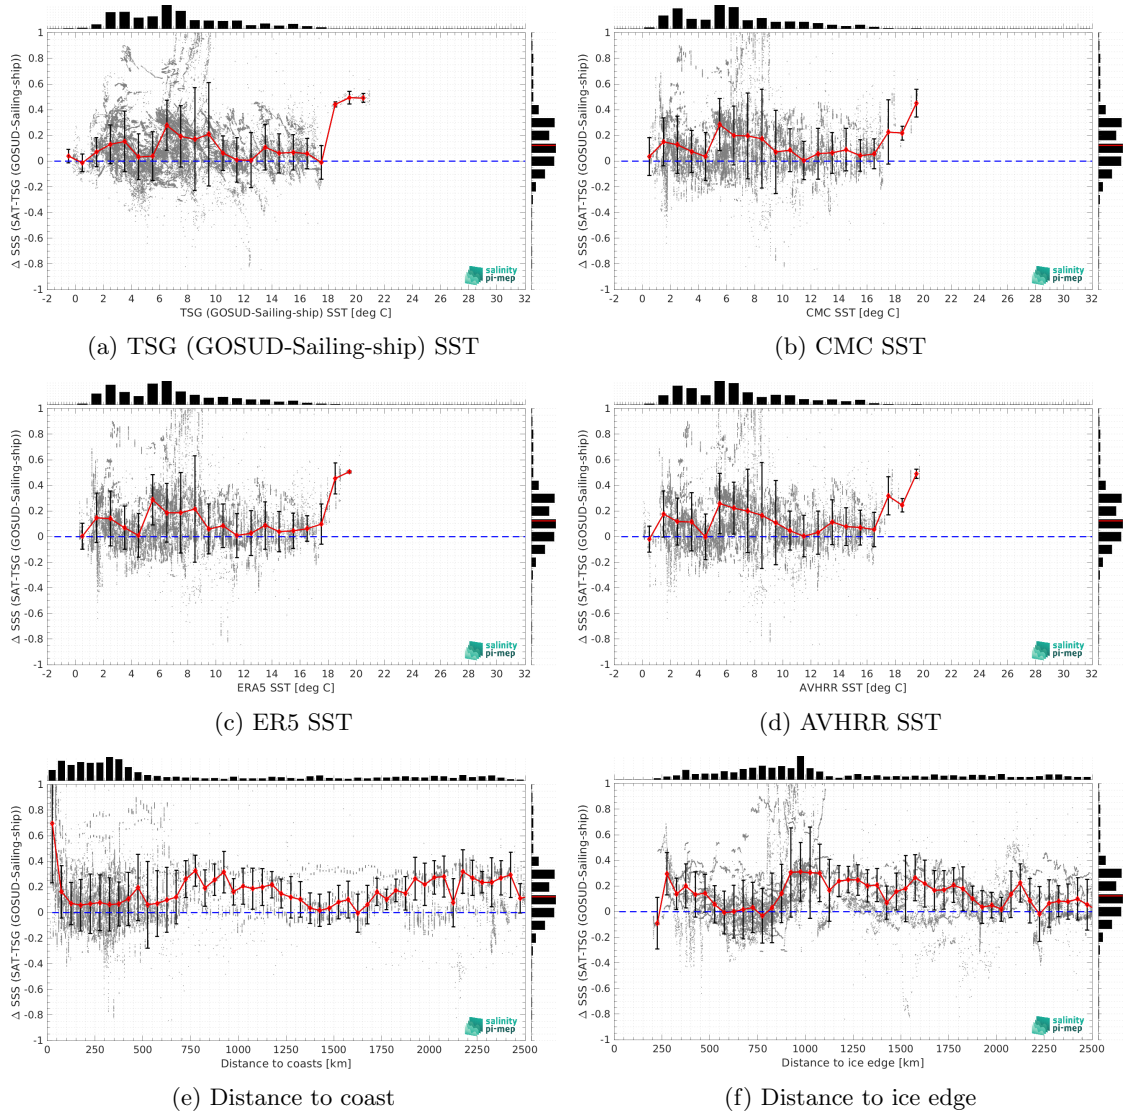 1
0.8
0.6
0.4
0.2
0
-0.2
-0.4
-0.6
-0.8
-1
Δ SSS (SAT-TSG (GOSUD-Sailing-ship))
salinity
pi-mep
-2 0 2 4 6 8 10 12 14 16 18 20 22 24 26 28 30 32
TSG (GOSUD-Sailing-ship) SST [deg C]
(a) TSG (GOSUD-Sailing-ship) SST
1
0.8
0.6
0.4
0.2
0
-0.2
-0.4
-0.6
-0.8
-1
Δ SSS (SAT-TSG (GOSUD-Sailing-ship))
salinity
pi-mep
-2 0 2 4 6 8 10 12 14 16 18 20 22 24 26 28 30 32
CMC SST [deg C]
(b) CMC SST
1
0.8
0.6
0.4
0.2
0
-0.2
-0.4
-0.6
-0.8
-1
Δ SSS (SAT-TSG (GOSUD-Sailing-ship))
salinity
pi-mep
-2 0 2 4 6 8 10 12 14 16 18 20 22 24 26 28 30 32
ERA5 SST [deg C]
(c) ER5 SST
1
0.8
0.6
0.4
0.2
0
-0.2
-0.4
-0.6
-0.8
-1
Δ SSS (SAT-TSG (GOSUD-Sailing-ship))
salinity
pi-mep
-2 0 2 4 6 8 10 12 14 16 18 20 22 24 26 28 30 32
AVHRR SST [deg C]
(d) AVHRR SST
1
0.8
0.6
0.4
0.2
0
-0.2
-0.4
-0.6
-0.8
-1
Δ SSS (SAT-TSG (GOSUD-Sailing-ship))
salinity
pi-mep
0 250 500 750 1000 1250 1500 1750 2000 2250 2500
Distance to coasts [km]
(e) Distance to coast
1
0.8
0.6
0.4
0.2
0
-0.2
-0.4
-0.6
-0.8
-1
Δ SSS (SAT-TSG (GOSUD-Sailing-ship))
salinity
pi-mep
0 250 500 750 1000 1250 1500 1750 2000 2250 2500
Distance to ice edge [km]
(f) Distance to ice edge